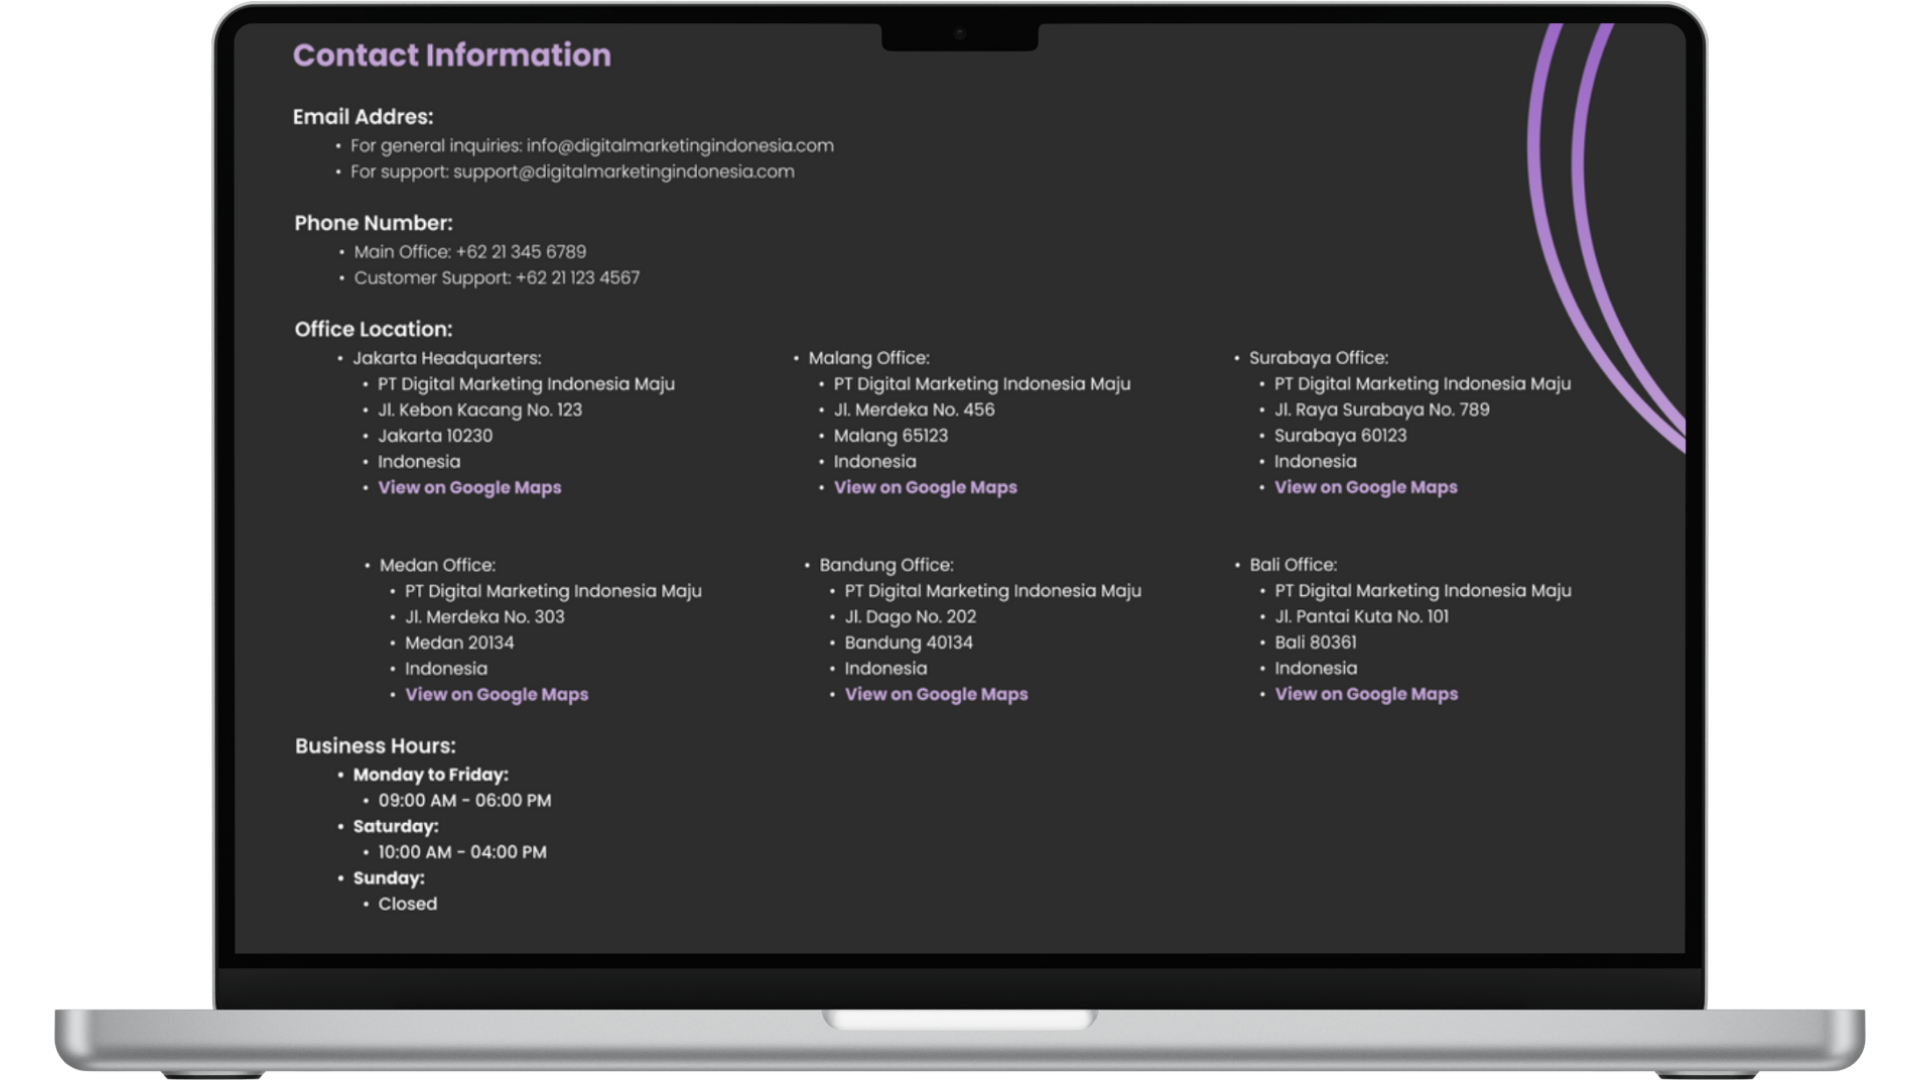 Contact Information
Email Addres:
• For general inquiries: info@digitalmarketingindonesia.com
• For support: support@digitalmarketingindonesia.com
Phone Number:
• Main Office: +62 21 345 6789
• Customer Support: +62 21 123 4567
Office Location:
• Jakarta Headquarters:
• PT Digital Marketing Indonesia Maju
• Jl. Kebon Kacang No. 123
• Jakarta 10230
• Indonesia
• View on Google Maps
• Malang Office:
• PT Digital Marketing Indonesia Maju
• Jl. Merdeka No. 456
• Malang 65123
• Indonesia
• View on Google Maps
• Surabaya Office:
• PT Digital Marketing Indonesia Maju
• Jl. Raya Surabaya No. 789
• Surabaya 60123
• Indonesia
• View on Google Maps
• Medan Office:
• PT Digital Marketing Indonesia Maju
• Jl. Merdeka No. 303
• Medan 20134
• Indonesia
• View on Google Maps
• Bandung Office:
• PT Digital Marketing Indonesia Maju
• Jl. Dago No. 202
• Bandung 40134
• Indonesia
• View on Google Maps
• Bali Office:
• PT Digital Marketing Indonesia Maju
• Jl. Pantai Kuta No. 101
• Bali 80361
• Indonesia
• View on Google Maps
Business Hours:
• Monday to Friday:
• 09:00 AM - 06:00 PM
• Saturday:
• 10:00 AM - 04:00 PM
• Sunday:
• Closed